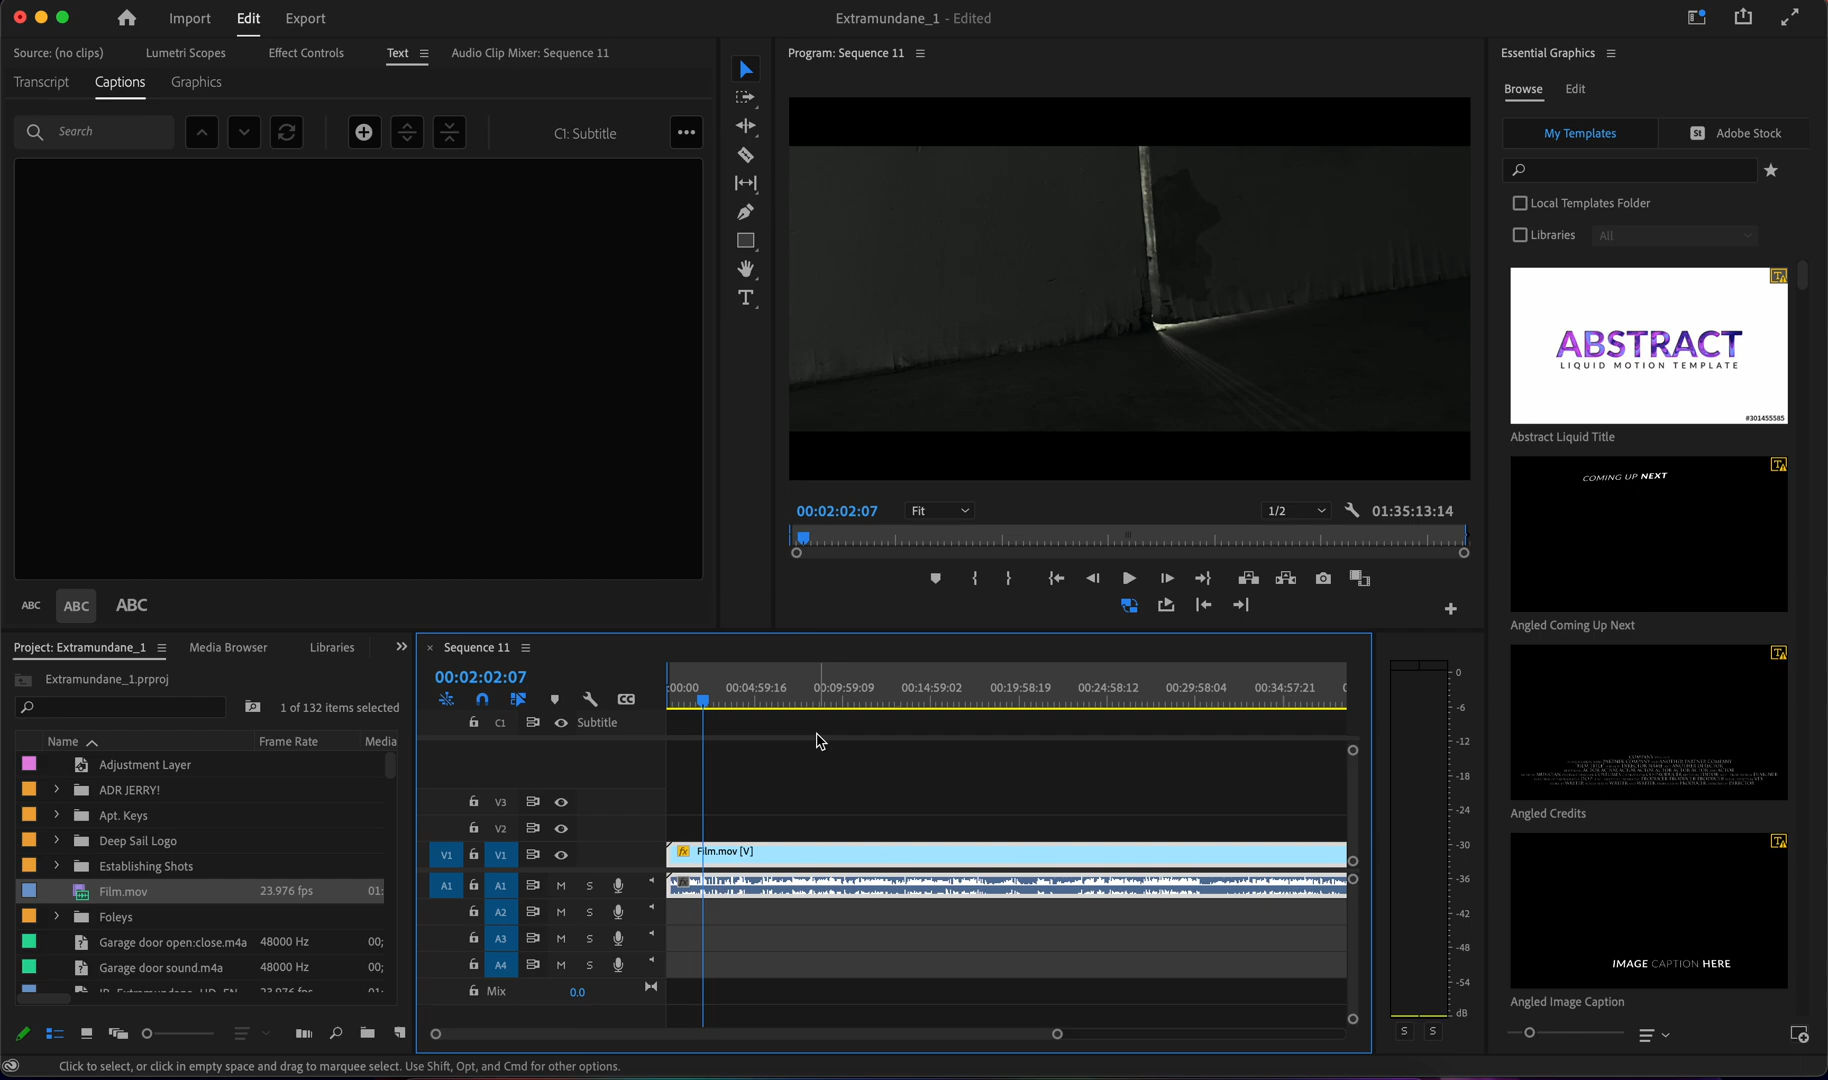 Import Edit Export
Extramundane_1 - Edited
Source: (no clips) Lumetri Scopes Effect Controls Text Audio Clip Mixer: Sequence 11
Transcript Captions Graphics
Search
C1: Subtitle
ABC ABC ABC
Program: Sequence 11
00:02:02:07 Fit 1/2 01:35:13:14
Essential Graphics
Browse Edit
My Templates St Adobe Stock
Local Templates Folder
Libraries All
ABSTRACT
LIQUID MOTION TEMPLATE
#301455585
Abstract Liquid Title
COMING UP NEXT
Angled Coming Up Next
Angled Credits
IMAGE CAPTION HERE
Angled Image Caption
Project: Extramundane_1 Media Browser Libraries
Extramundane_1.prproj
1 of 132 items selected
Name Frame Rate Media
Adjustment Layer
ADR JERRY!
Apt. Keys
Deep Sail Logo
Establishing Shots
Film.mov 23.976 fps 01:
Foleys
Garage door open:close.m4a 48000 Hz 00;
Garage door sound.m4a 48000 Hz 00;
× Sequence 11
00:02:02:07
:00:00 00:04:59:16 00:09:59:09 00:14:59:02 00:19:58:19 00:24:58:12 00:29:58:04 00:34:57:21
C1 Subtitle
V3
V2
V1 V1 fx Film.mov [V]
A1 A1 M S fx
A2 M S
A3 M S
A4 M S
Mix 0.0
0
-6
-12
-18
-24
-30
-36
-42
-48
-54
dB
S S
Click to select, or click in empty space and drag to marquee select. Use Shift, Opt, and Cmd for other options.